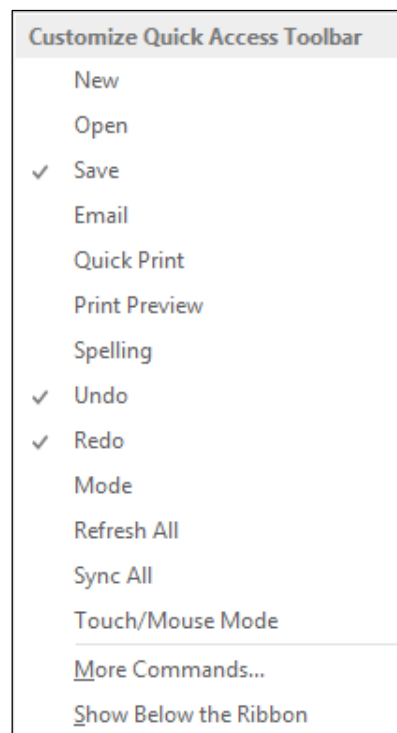 Customize Quick Access Toolbar
New
Open
Save
Email
Quick Print
Print Preview
Spelling
Undo
Redo
Mode
Refresh All
Sync All
Touch/Mouse Mode
More Commands...
Show Below the Ribbon